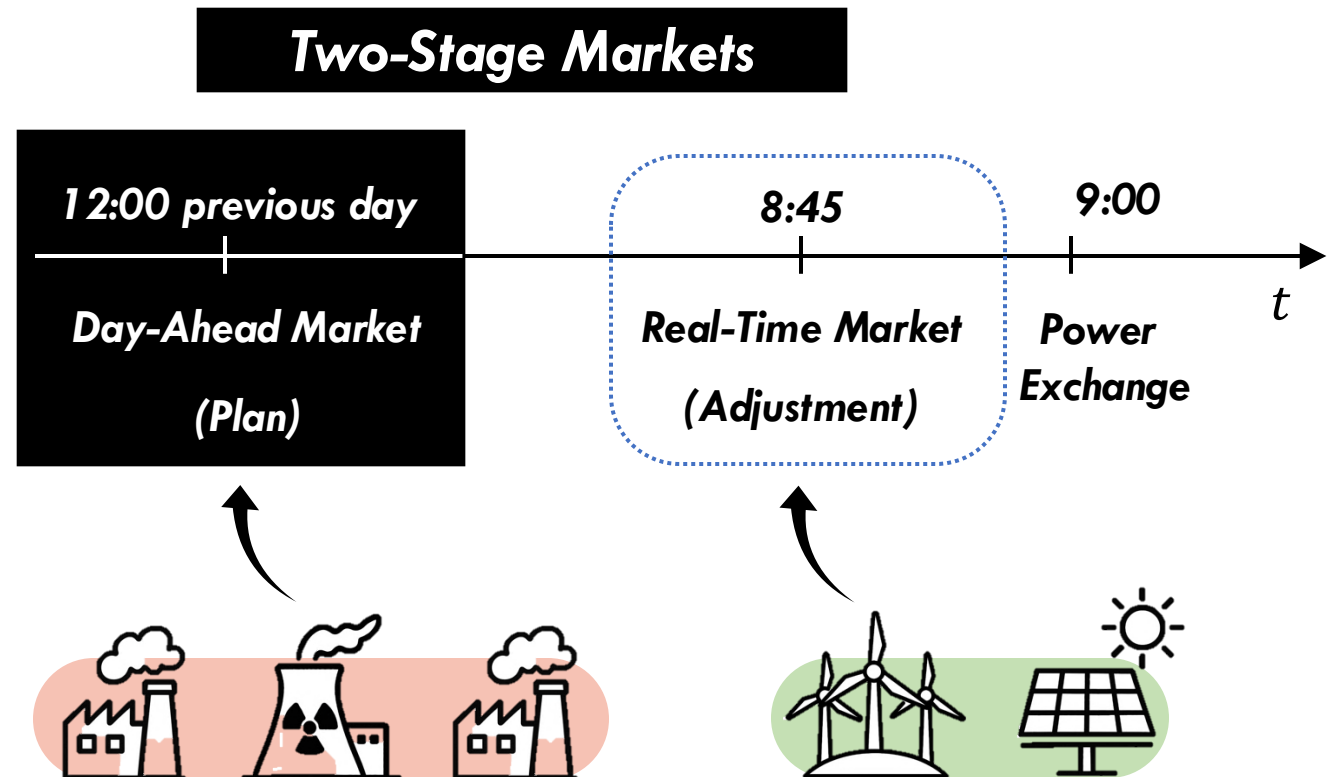 Two-Stage Markets
12:00 previous day
8:45
9:00
Day-Ahead Market
(Plan)
Real-Time Market
(Adjustment)
Power
Exchange
t